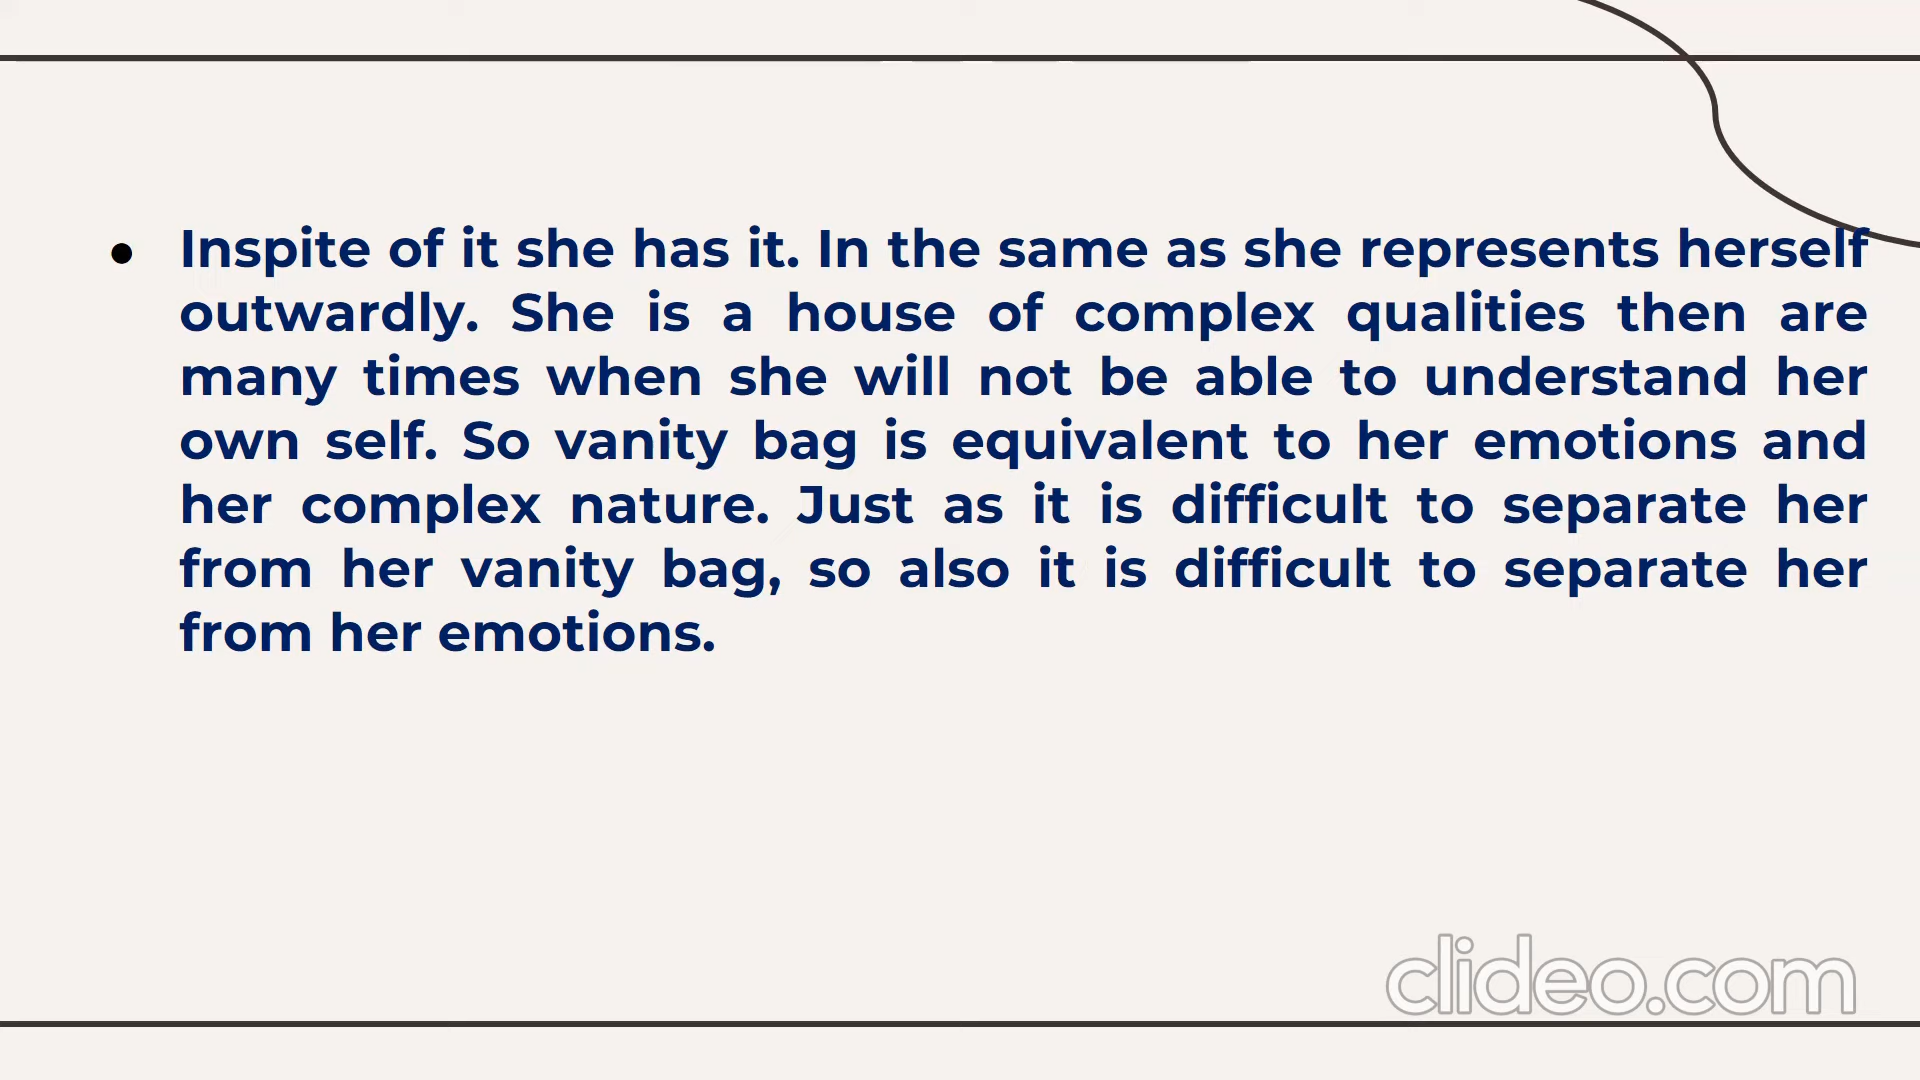 ● Inspite of it she has it. In the same as she represents herself
outwardly. She is a house of complex qualities then are
many times when she will not be able to understand her
own self. So vanity bag is equivalent to her emotions and
her complex nature. Just as it is difficult to separate her
from her vanity bag, so also it is difficult to separate her
from her emotions.
clideo.com